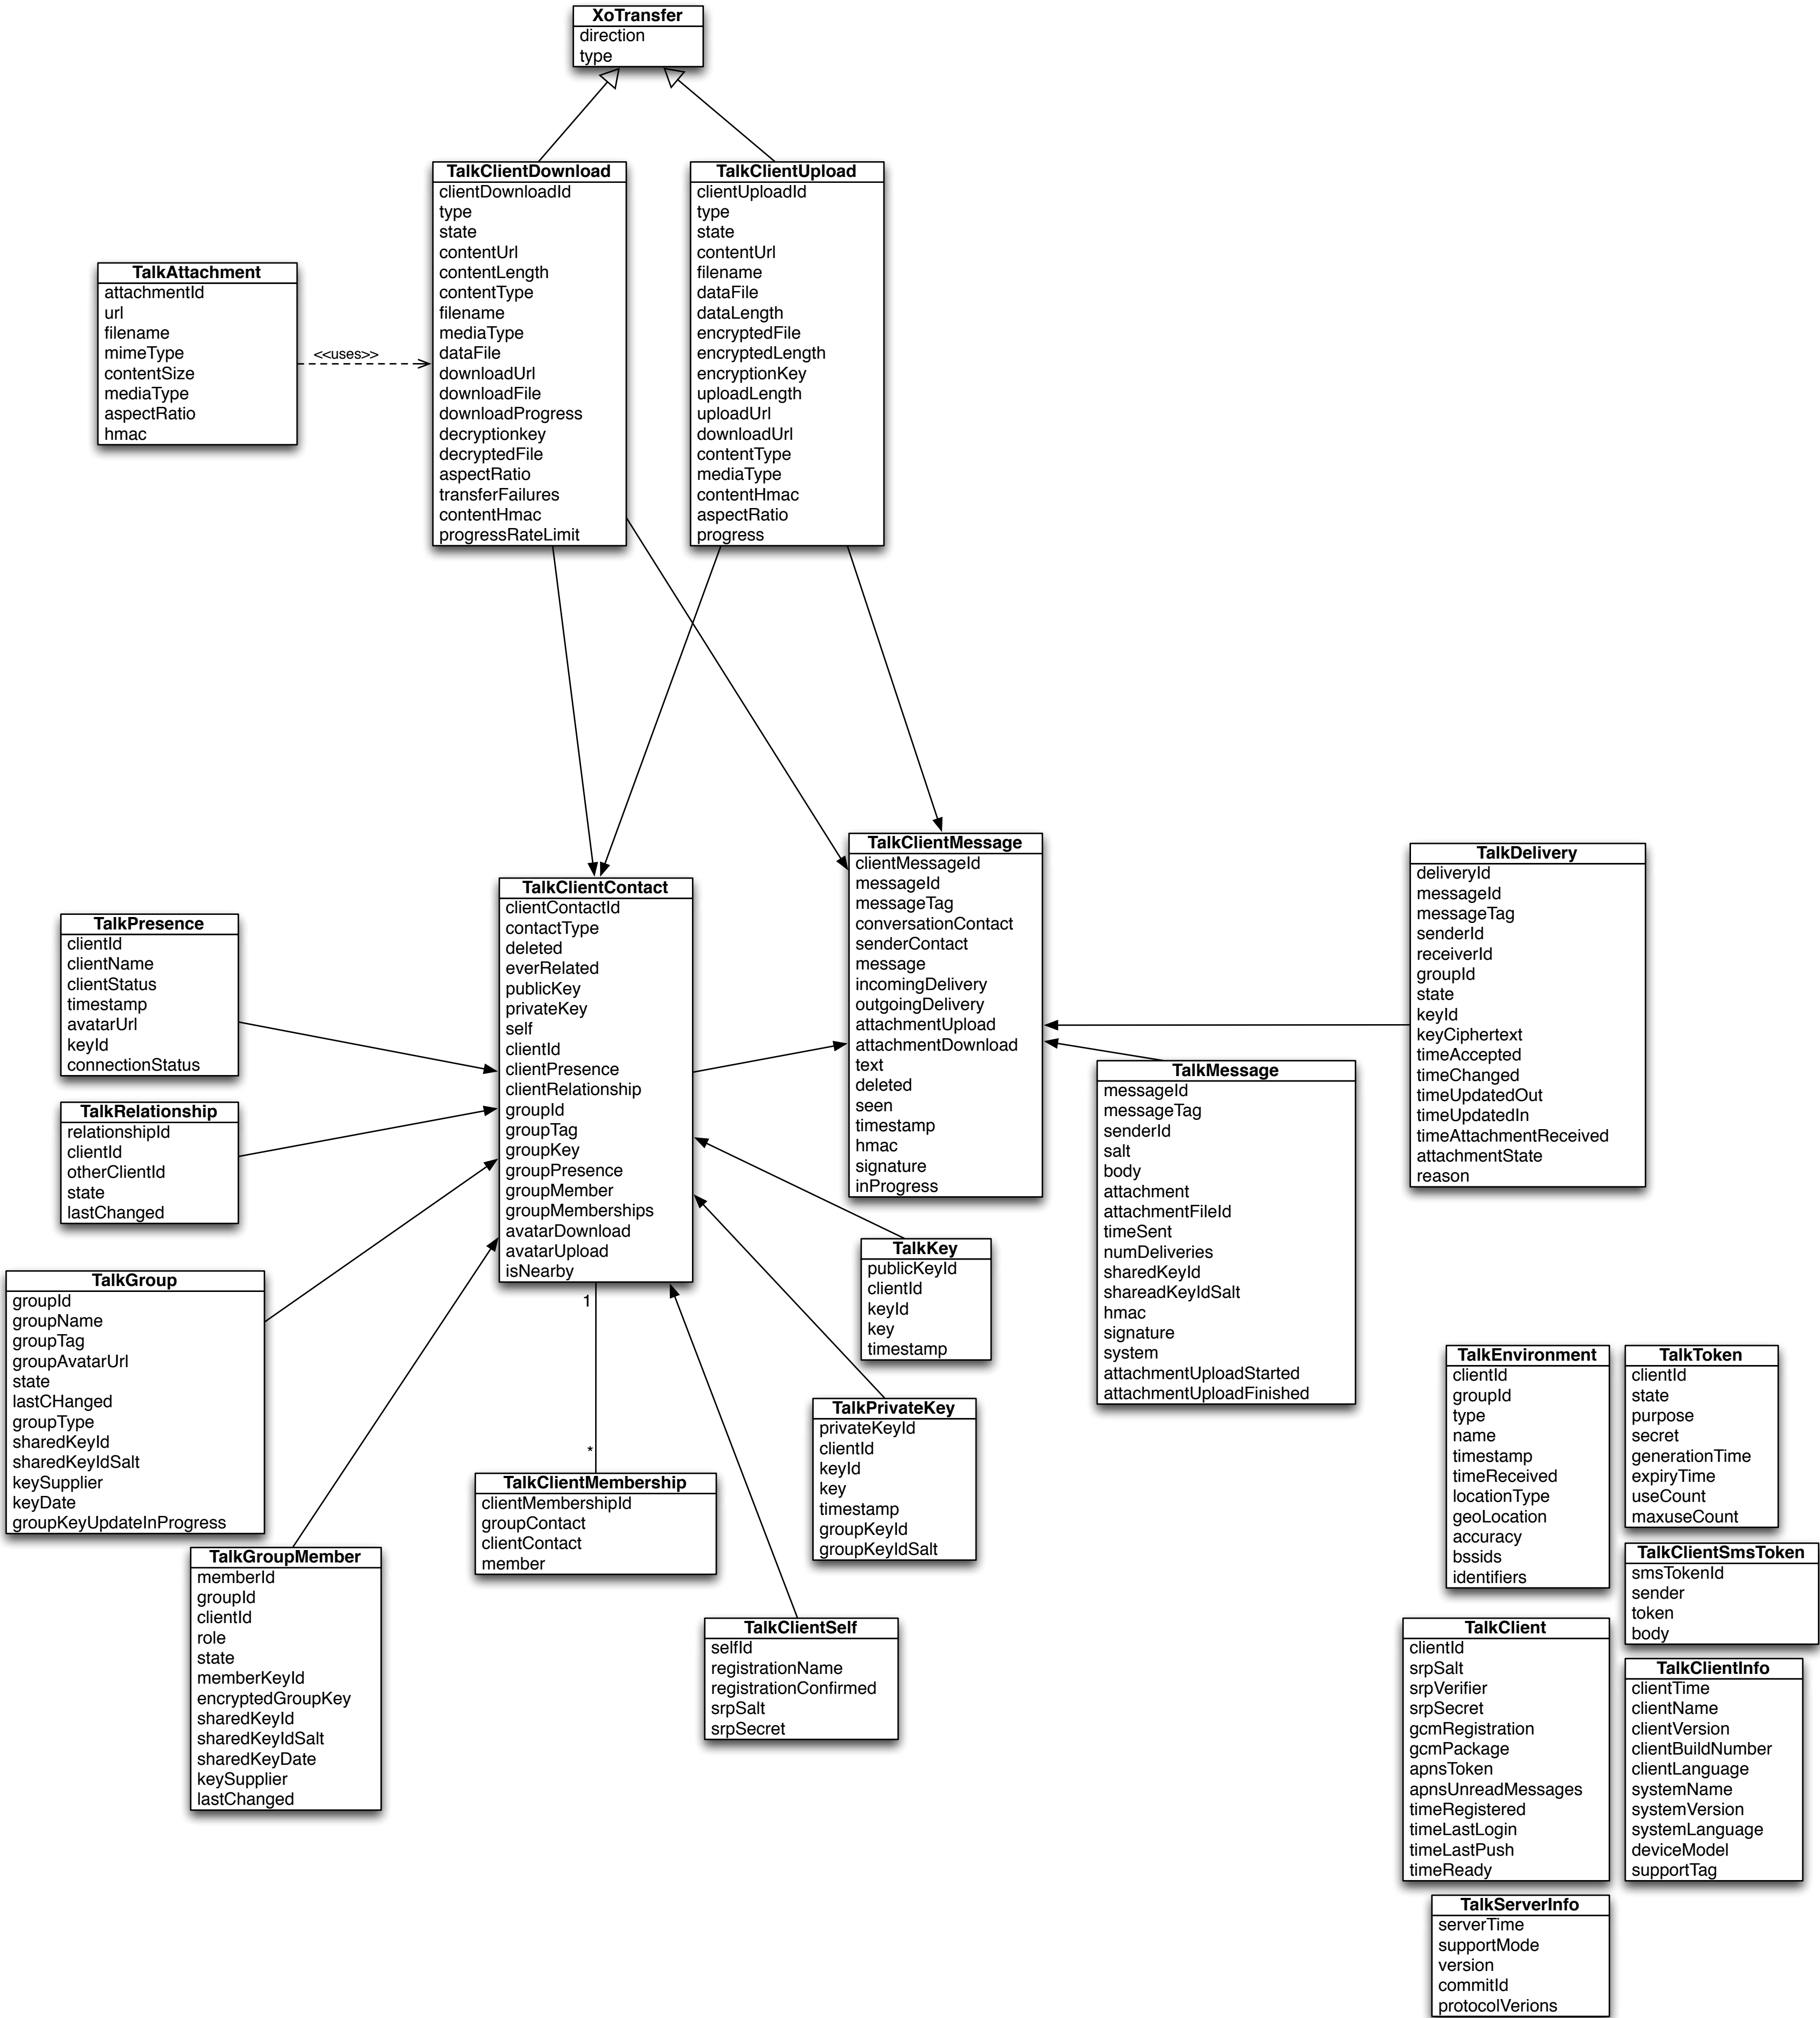 XoTransfer
direction
type
TalkClientDownload
clientDownloadId
type
state
contentUrl
contentLength
contentType
filename
mediaType
dataFile
downloadUrl
downloadFile
downloadProgress
decryptionkey
decryptedFile
aspectRatio
transferFailures
contentHmac
progressRateLimit
TalkClientUpload
clientUploadId
type
state
contentUrl
filename
dataFile
dataLength
encryptedFile
encryptedLength
encryptionKey
uploadLength
uploadUrl
downloadUrl
contentType
mediaType
contentHmac
aspectRatio
progress
TalkAttachment
attachmentId
url
filename
mimeType
contentSize
mediaType
aspectRatio
hmac
<<uses>>
TalkClientMessage
clientMessageId
messageId
messageTag
conversationContact
senderContact
message
incomingDelivery
outgoingDelivery
attachmentUpload
attachmentDownload
text
deleted
seen
timestamp
hmac
signature
inProgress
TalkDelivery
deliveryId
messageId
messageTag
senderId
receiverId
groupId
state
keyId
keyCiphertext
timeAccepted
timeChanged
timeUpdatedOut
timeUpdatedIn
timeAttachmentReceived
attachmentState
reason
TalkClientContact
clientContactId
contactType
deleted
everRelated
publicKey
privateKey
self
clientId
clientPresence
clientRelationship
groupId
groupTag
groupKey
groupPresence
groupMember
groupMemberships
avatarDownload
avatarUpload
isNearby
TalkPresence
clientId
clientName
clientStatus
timestamp
avatarUrl
keyId
connectionStatus
TalkRelationship
relationshipId
clientId
otherClientId
state
lastChanged
TalkMessage
messageId
messageTag
senderId
salt
body
attachment
attachmentFileId
timeSent
numDeliveries
sharedKeyId
shareadKeyIdSalt
hmac
signature
system
attachmentUploadStarted
attachmentUploadFinished
TalkKey
publicKeyId
clientId
keyId
key
timestamp
TalkGroup
groupId
groupName
groupTag
groupAvatarUrl
state
lastCHanged
groupType
sharedKeyId
sharedKeyIdSalt
keySupplier
keyDate
groupKeyUpdateInProgress
1
*
TalkPrivateKey
privateKeyId
clientId
keyId
key
timestamp
groupKeyId
groupKeyIdSalt
TalkClientMembership
clientMembershipId
groupContact
clientContact
member
TalkGroupMember
memberId
groupId
clientId
role
state
memberKeyId
encryptedGroupKey
sharedKeyId
sharedKeyIdSalt
sharedKeyDate
keySupplier
lastChanged
TalkClientSelf
selfId
registrationName
registrationConfirmed
srpSalt
srpSecret
TalkEnvironment
clientId
groupId
type
name
timestamp
timeReceived
locationType
geoLocation
accuracy
bssids
identifiers
TalkToken
clientId
state
purpose
secret
generationTime
expiryTime
useCount
maxuseCount
TalkClientSmsToken
smsTokenId
sender
token
body
TalkClient
clientId
srpSalt
srpVerifier
srpSecret
gcmRegistration
gcmPackage
apnsToken
apnsUnreadMessages
timeRegistered
timeLastLogin
timeLastPush
timeReady
TalkClientInfo
clientTime
clientName
clientVersion
clientBuildNumber
clientLanguage
systemName
systemVersion
systemLanguage
deviceModel
supportTag
TalkServerInfo
serverTime
supportMode
version
commitId
protocolVerions